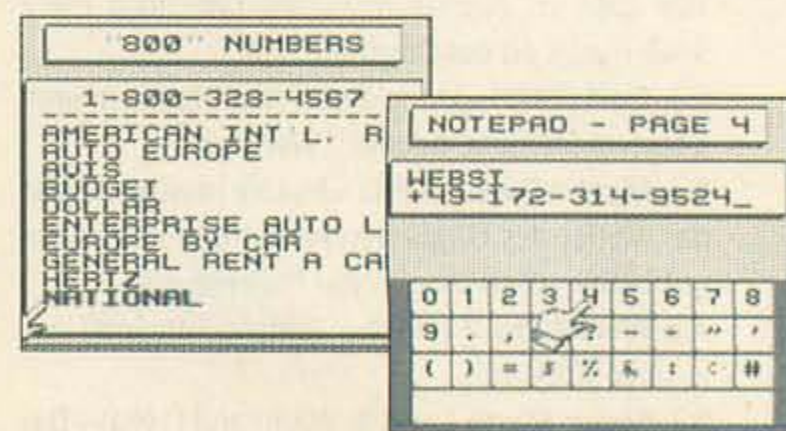 "800" NUMBERS
1-800-328-4567
AMERICAN INT'L. R
AUTO EUROPE
AVIS
BUDGET
DOLLAR
ENTERPRISE AUTO L
EUROPE BY CAR
GENERAL RENT A CA
HERTZ
NATIONAL
NOTEPAD - PAGE 4
WEBSI
+49-172-314-9524_
0 1 2 3 4 5 6 7 8
9 . , ? - " '
( ) = $ % & : < #